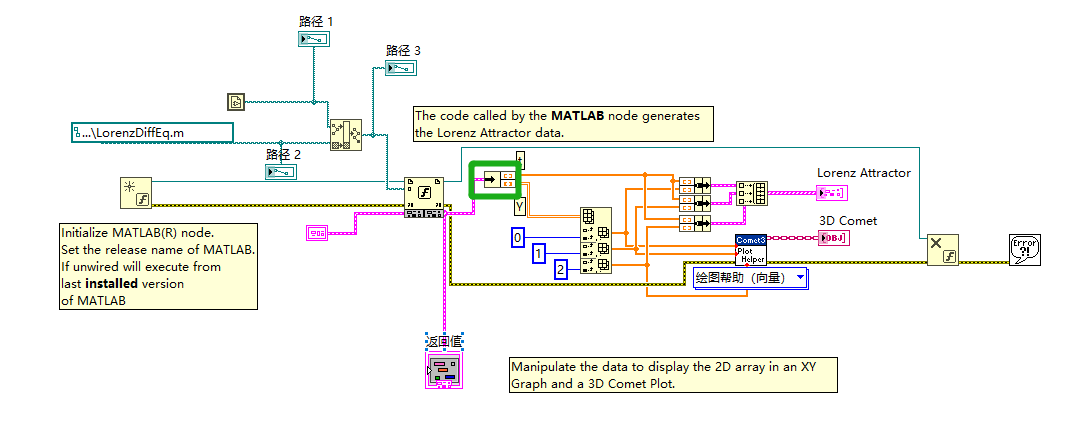 路径 1
路径 3
...\LorenzDiffEq.m
The code called by the MATLAB node generates
the Lorenz Attractor data.
路径 2
t
Lorenz Attractor
Y
3D Comet
Initialize MATLAB(R) node.
Set the release name of MATLAB.
If unwired will execute from
last installed version
of MATLAB
0
1
2
Comet3
Plot
Helper
OBJ
Error
?!
绘图帮助（向量）
返回值
Manipulate the data to display the 2D array in an XY
Graph and a 3D Comet Plot.